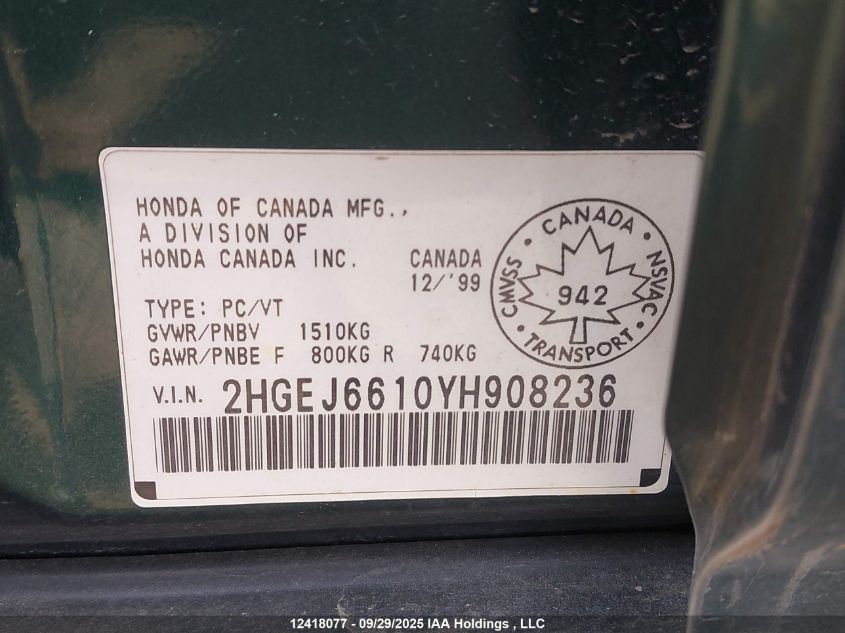 HONDA OF CANADA MFG.,
A DIVISION OF
HONDA CANADA INC. CANADA
12/'99
TYPE: PC/VT
GVWR/PNBV 1510KG
GAWR/PNBE F 800KG R 740KG
V.I.N. 2HGEJ6610YH908236
CMVSS • CANADA • NSVAC • TRANSPORT •
942
12418077 - 09/29/2025 IAA Holdings , LLC